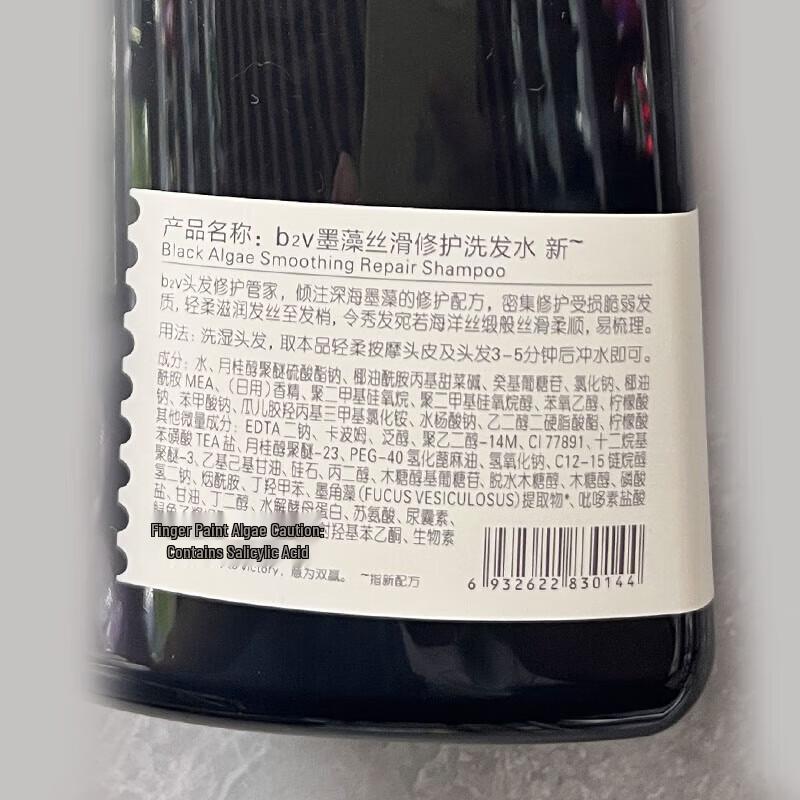 产品名称：b2v墨藻丝滑修护洗发水 新~
Black Algae Smoothing Repair Shampoo
b2v头发修护管家，倾注深海墨藻的修护配方，密集修护受损脆弱发
质，轻柔滋润发丝至发梢，令秀发宛若海洋丝缎般丝滑柔顺，易梳理。
用法：洗湿头发，取本品轻柔按摩头皮及头发3-5分钟后冲水即可。
成分：水、月桂醇聚醚硫酸酯钠、椰油酰胺丙基甜菜碱、癸基葡糖苷、氯化钠、椰油
酰胺 MEA、（日用）香精、聚二甲基硅氧烷、聚二甲基硅氧烷醇、苯氧乙醇、柠檬酸
钠、苯甲酸钠、瓜儿胶羟丙基三甲基氯化铵、水杨酸钠、乙二醇二硬脂酸酯、柠檬酸
其他微量成分：EDTA 二钠、卡波姆、泛醇、聚乙二醇-14M、CI 77891、十二烷基
苯磺酸 TEA 盐、月桂醇聚醚-23、PEG-40 氢化蓖麻油、氢氧化钠、C12-15 链烷醇
聚醚-3、乙基己基甘油、硅石、丙二醇、木糖醇基葡糖苷、脱水木糖醇、木糖醇、磷酸
氢二钠、烟酰胺、丁羟甲苯、墨角藻（FUCUS VESICULOSUS）提取物*、吡哆素盐酸
盐、甘油、丁二醇、水解酵母蛋白、苏氨酸、尿囊素、
羟基苯乙酮、生物素
Finger Paint Algae Caution:
Contains Salicylic Acid
victory，意为双赢。 ~指新配方
6 932622 830144